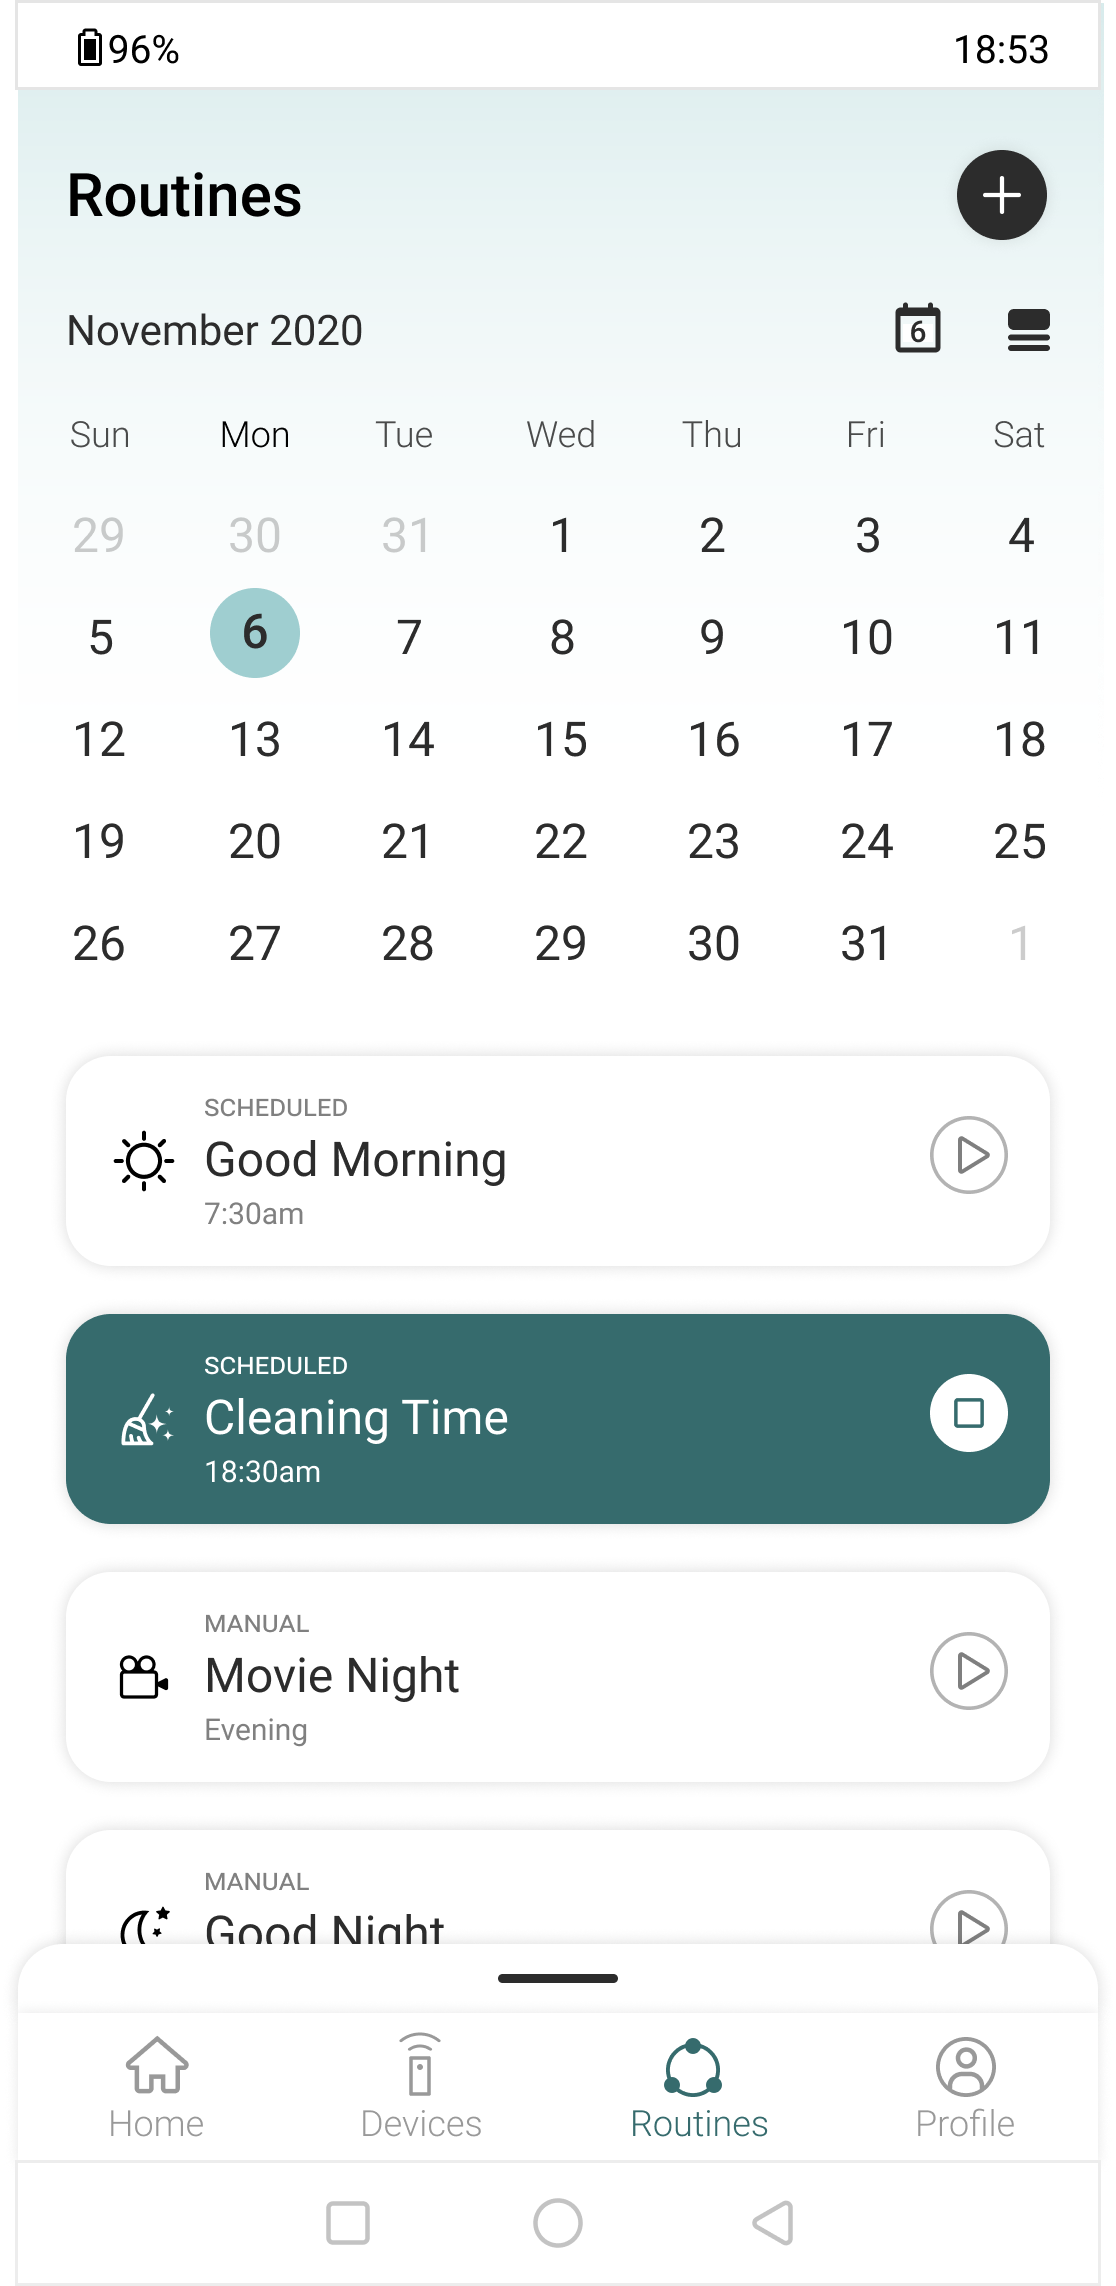 96% 18:53
Routines
November 2020 6
Sun Mon Tue Wed Thu Fri Sat
29 30 31 1 2 3 4
5 6 7 8 9 10 11
12 13 14 15 16 17 18
19 20 21 22 23 24 25
26 27 28 29 30 31 1
SCHEDULED
Good Morning
7:30am
SCHEDULED
Cleaning Time
18:30am
MANUAL
Movie Night
Evening
MANUAL
Good Night
Home Devices Routines Profile